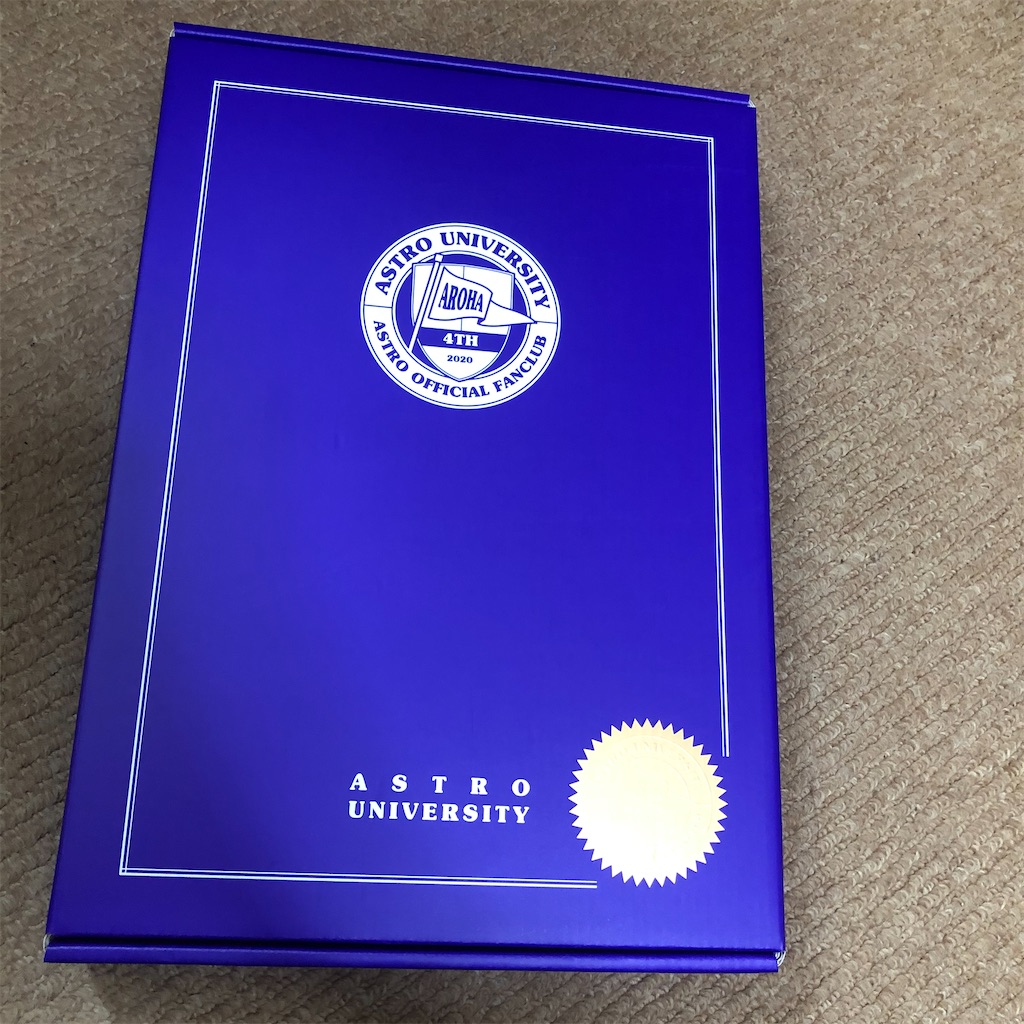 ASTRO UNIVERSITY
AROHA
4TH
2020
ASTRO OFFICIAL FANCLUB
ASTRO
UNIVERSITY